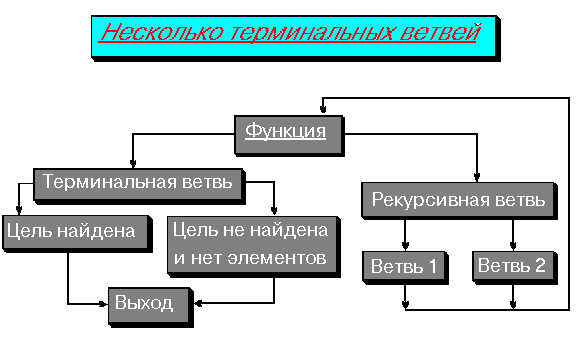 Несколько терминальных ветвей
Функция
Терминальная ветвь
Рекурсивная ветвь
Цель найдена
Цель не найдена
и нет элементов
Ветвь 1
Ветвь 2
Выход